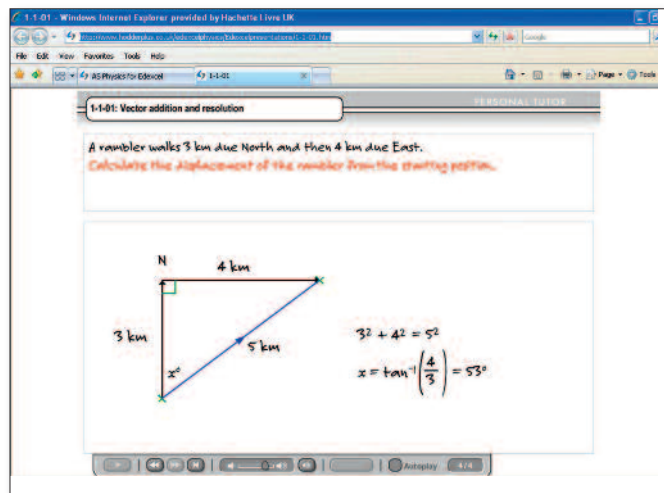 1-1-01 - Windows Internet Explorer provided by Hachette Livre UK
Google
File Edit View Favorites Tools Help
AS Physics for Edexcel
1-1-01
Page
Tools
PERSONAL TUTOR
1-1-01: Vector addition and resolution
A rambler walks 3 km due North and then 4 km due East.
Calculate the displacement of the rambler from the starting position.
N
4 km
3 km
5 km
x°
3² + 4² = 5²
x = tan⁻¹(4/3) = 53°
Autoplay 4/4